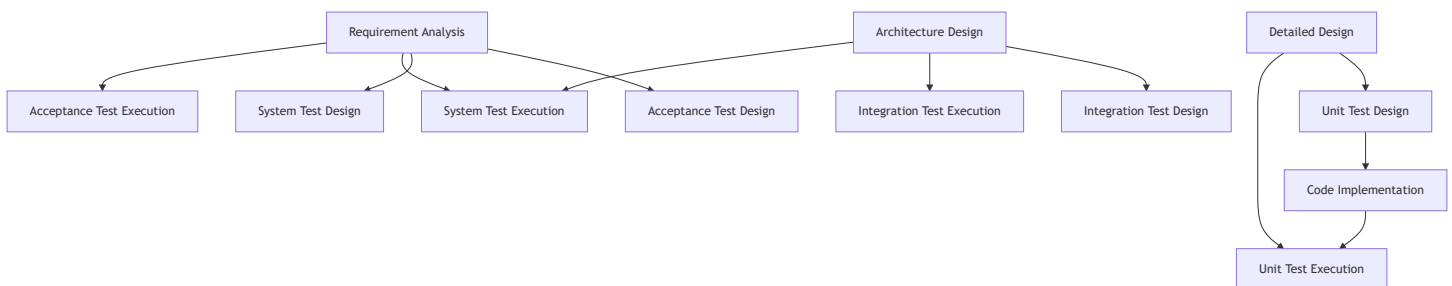 Requirement Analysis
Architecture Design
Detailed Design
Acceptance Test Execution
System Test Design
System Test Execution
Acceptance Test Design
Integration Test Execution
Integration Test Design
Unit Test Design
Code Implementation
Unit Test Execution